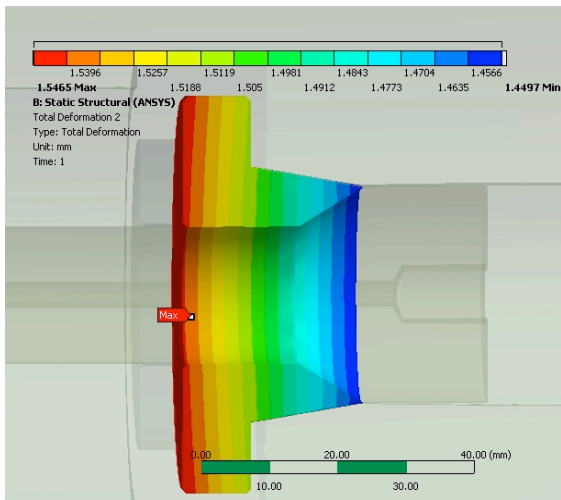 1.5396 1.5257 1.5119 1.4981 1.4843 1.4704 1.4566
1.5465 Max 1.5188 1.505 1.4912 1.4773 1.4635 1.4497 Min
B: Static Structural (ANSYS)
Total Deformation 2
Type: Total Deformation
Unit: mm
Time: 1
Max
0.00 20.00 40.00 (mm)
10.00 30.00